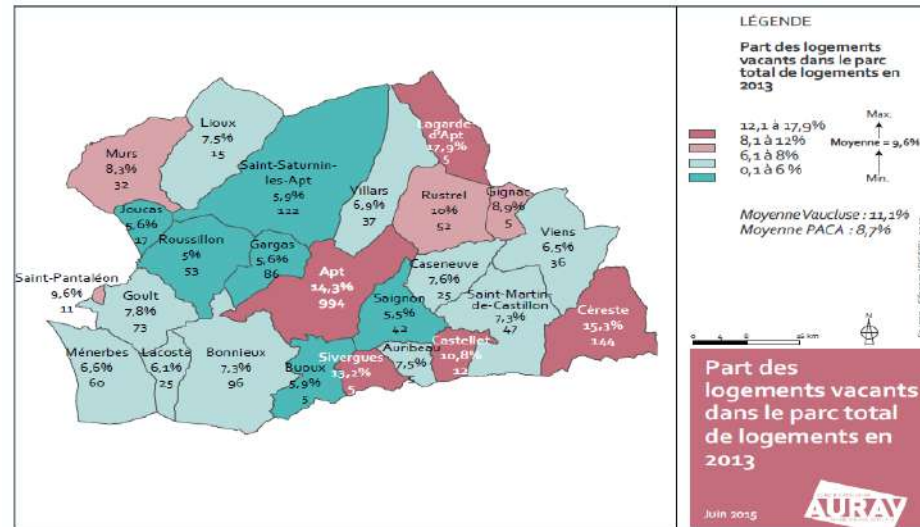 Lioux
7,5%
15
Murs
8,3%
32
Lagarde
d'Apt
17,9%
5
Saint-Saturnin-
les-Apt
5,9%
112
Villars
6,9%
37
Rustrel
10%
52
Gignac
8,9%
5
Joucas
5,6%
17
Roussillon
5%
53
Gargas
5,6%
86
Viens
6,5%
36
Saint-Pantaléon
9,6%
11
Goult
7,8%
73
Apt
14,3%
994
Caseneuve
7,6%
25
Saignon
5,5%
42
Saint-Martin-
de-Castillon
7,3%
47
Céreste
15,3%
144
Ménerbes
6,6%
60
Lacoste
6,1%
25
Bonnieux
7,3%
96
Buoux
5,9%
5
Sivergues
13,2%
5
Auribeau
7,5%
5
Castellet
10,8%
12
LÉGENDE
Part des logements
vacants dans le parc
total de logements en
2013
12,1 à 17,9%
8,1 à 12%
6,1 à 8%
0,1 à 6 %
Max.
Moyenne = 9,6%
Min.
Moyenne Vaucluse : 11,1%
Moyenne PACA : 8,7%
N
0 4 8 16 km
Part des
logements vacants
dans le parc total
de logements en
2013
Juin 2015
AURAV